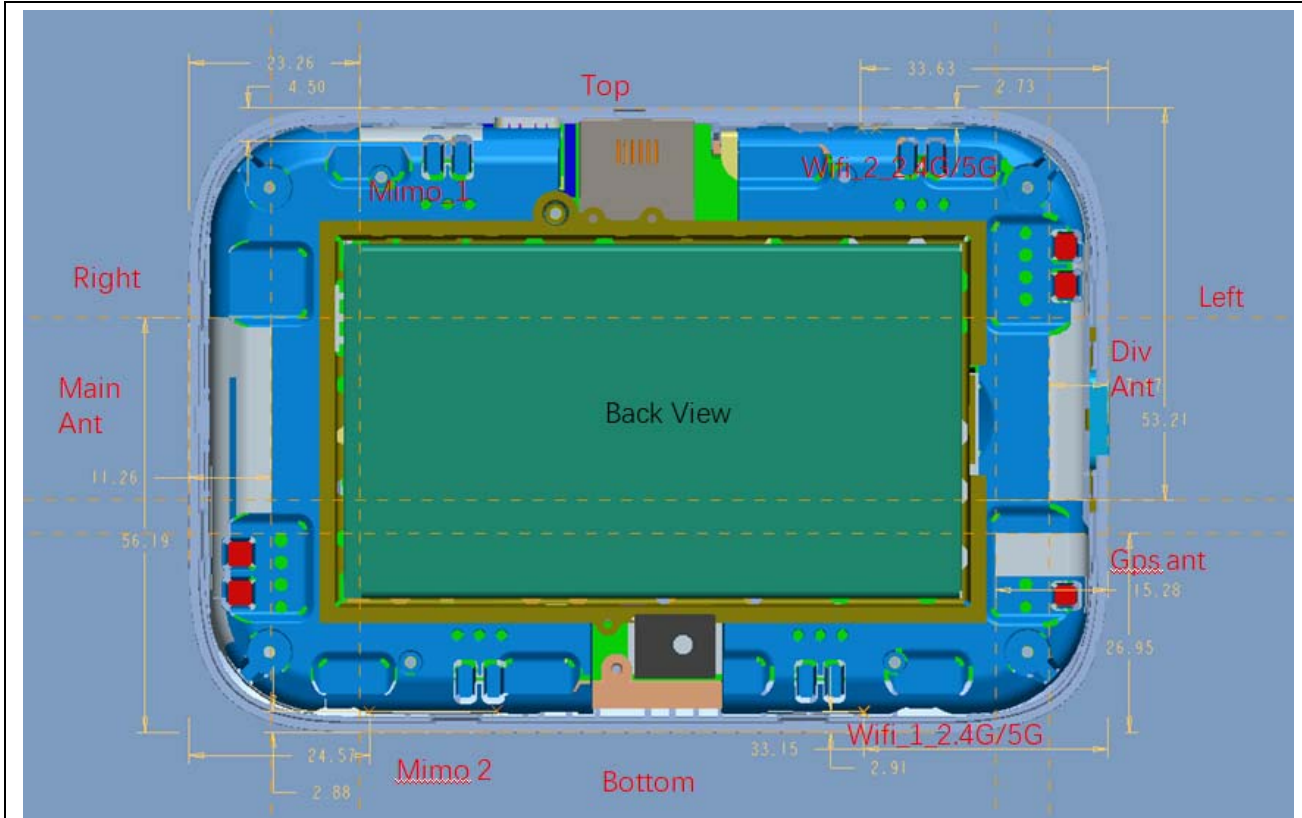 23.26
33.63
4.50
Top
2.73
Wifi_2_2.4G/5G
Mimo_1
Right
Left
Main
Ant
Div
Ant
Back View
53.21
11.26
56.19
Gps ant
15.28
26.95
24.57
Mimo 2
33.15
Wifi_1_2.4G/5G
2.91
Bottom
2.88